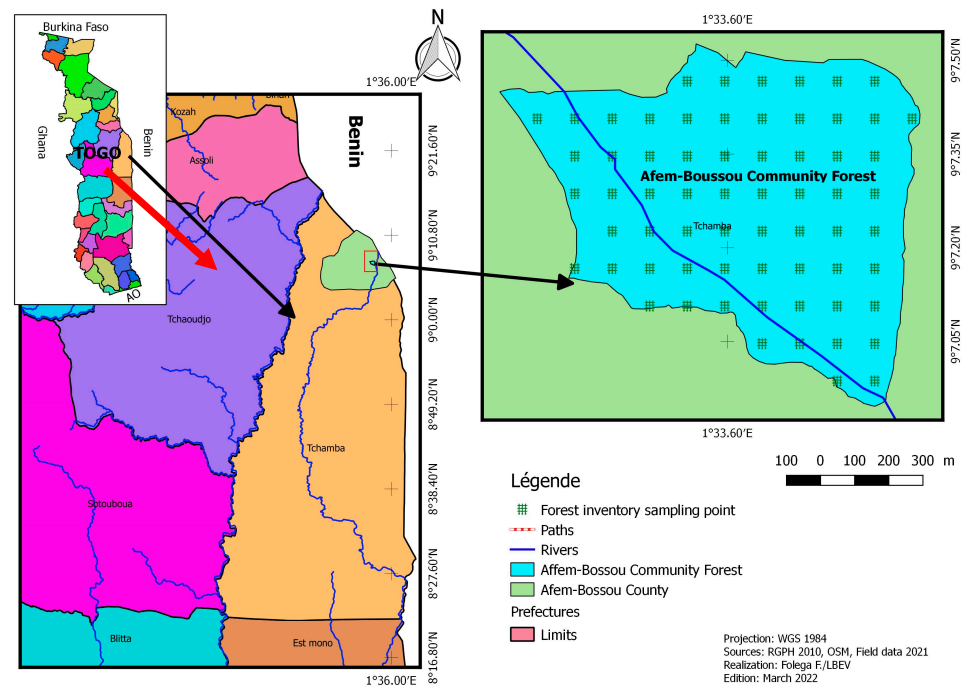 Burkina Faso
Ghana
Benin
TOGO
AO
N
1°36.00'E
Kozah
Assoli
Benin
Tchaoudjo
Tchamba
Sotouboua
Blitta
Est mono
9°21.60'N
9°10.80'N
9°0.00'N
8°49.20'N
8°38.40'N
8°27.60'N
8°16.80'N
1°36.00'E
1°33.60'E
Afem-Boussou Community Forest
Tchamba
9°7.50'N
9°7.35'N
9°7.20'N
9°7.05'N
1°33.60'E
100 0 100 200 300 m
Légende
Forest inventory sampling point
Paths
Rivers
Affem-Bossou Community Forest
Afem-Bossou County
Prefectures
Limits
Projection: WGS 1984
Sources: RGPH 2010, OSM, Field data 2021
Realization: Folega F./LBEV
Edition: March 2022